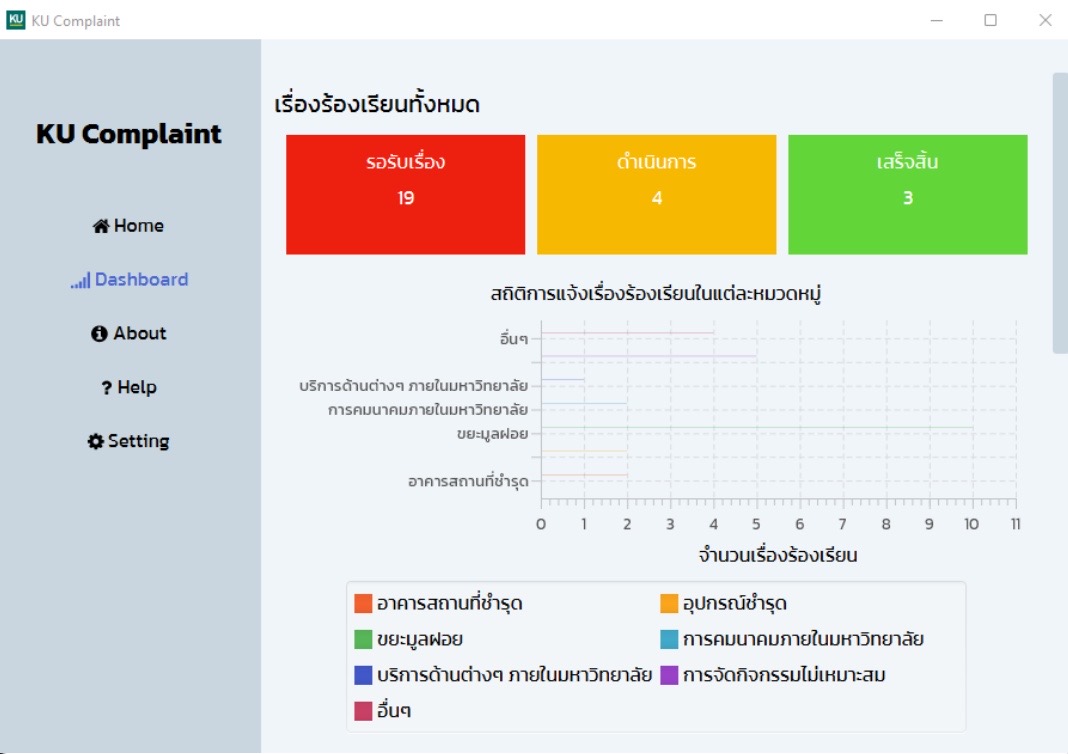 KU KU Complaint
KU Complaint
Home
Dashboard
About
Help
Setting
เรื่องร้องเรียนทั้งหมด
รอรับเรื่อง
19
ดำเนินการ
4
เสร็จสิ้น
3
สถิติการแจ้งเรื่องร้องเรียนในแต่ละหมวดหมู่
อื่นๆ
บริการด้านต่างๆ ภายในมหาวิทยาลัย
การคมนาคมภายในมหาวิทยาลัย
ขยะมูลฝอย
อาคารสถานที่ชำรุด
0 1 2 3 4 5 6 7 8 9 10 11
จำนวนเรื่องร้องเรียน
อาคารสถานที่ชำรุด อุปกรณ์ชำรุด
ขยะมูลฝอย การคมนาคมภายในมหาวิทยาลัย
บริการด้านต่างๆ ภายในมหาวิทยาลัย การจัดกิจกรรมไม่เหมาะสม
อื่นๆ